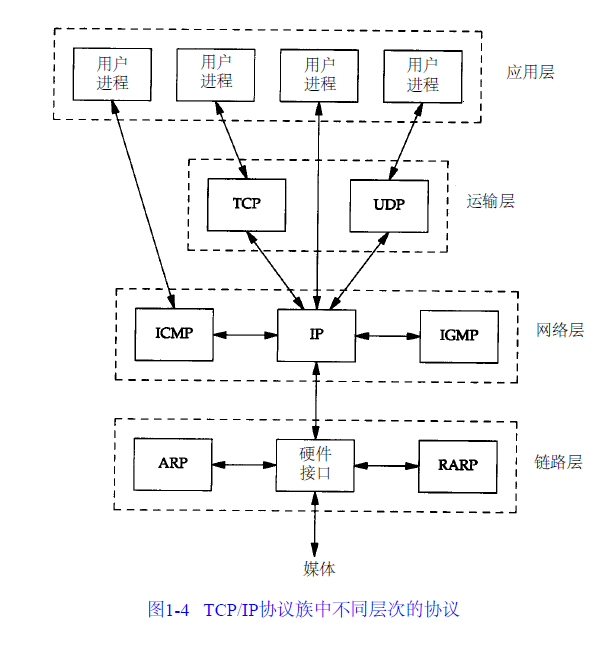 用户
进程
用户
进程
用户
进程
用户
进程
应用层
TCP
UDP
运输层
ICMP
IP
IGMP
网络层
ARP
硬件
接口
RARP
链路层
媒体
图1-4 TCP/IP协议族中不同层次的协议